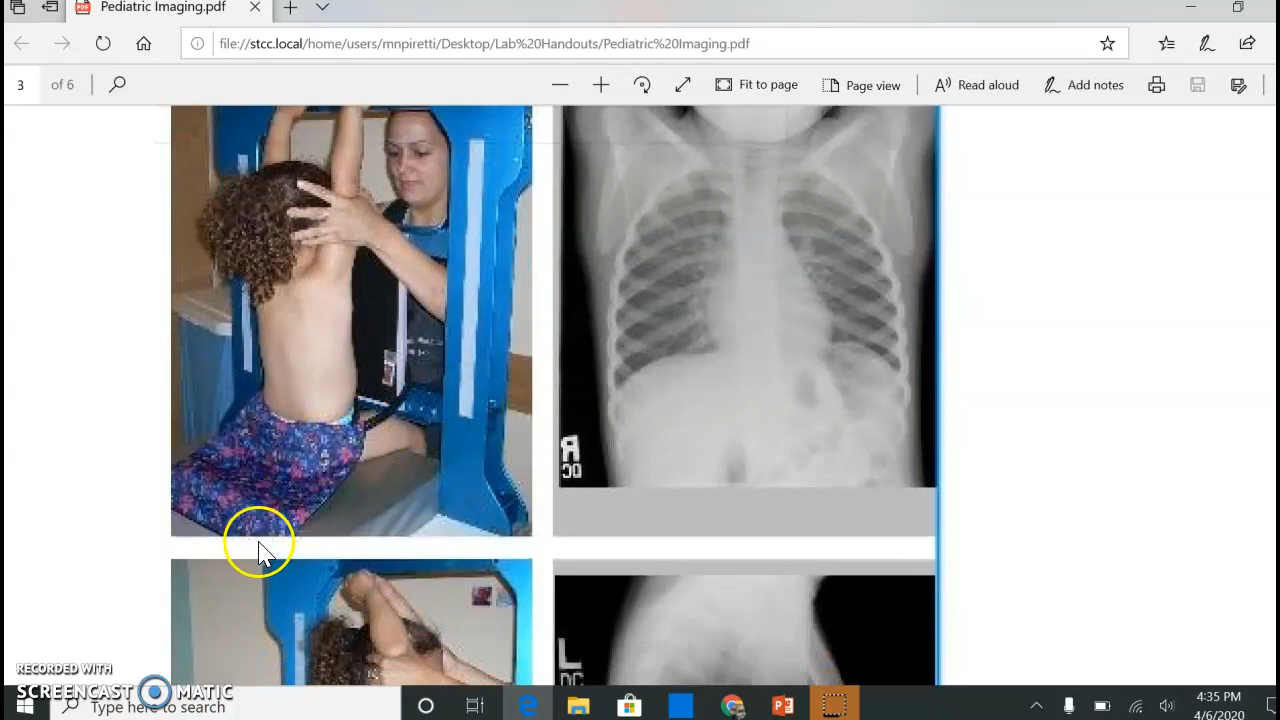 Pediatric Imaging.pdf
file://stcc.local/home/users/mnpiretti/Desktop/Lab%20Handouts/Pediatric%20Imaging.pdf
3 of 6
Fit to page
Page view
Read aloud
Add notes
R
DC
L
DC
RECORDED WITH
SCREENCAST MATIC
Type here to search
4:35 PM
4/6/2020